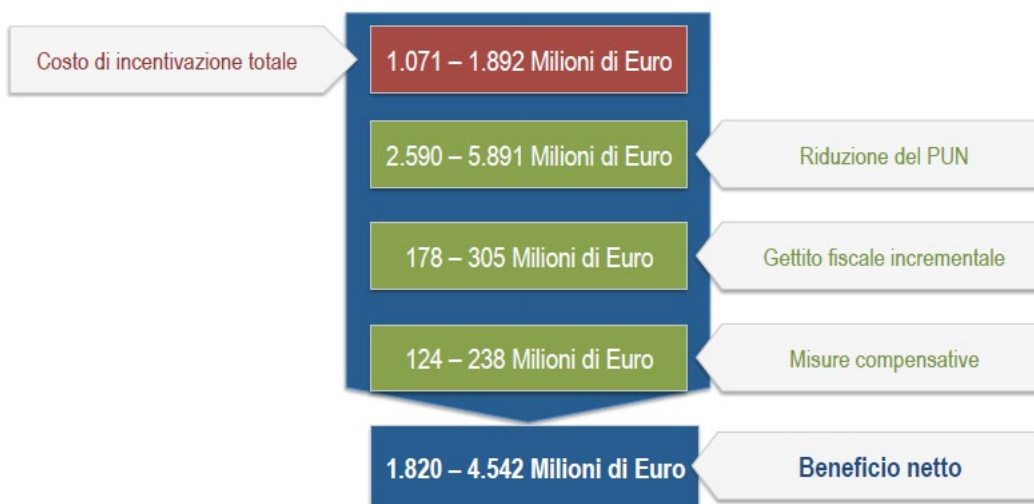 Costo di incentivazione totale
1.071 – 1.892 Milioni di Euro
2.590 – 5.891 Milioni di Euro
Riduzione del PUN
178 – 305 Milioni di Euro
Gettito fiscale incrementale
124 – 238 Milioni di Euro
Misure compensative
1.820 – 4.542 Milioni di Euro
Beneficio netto